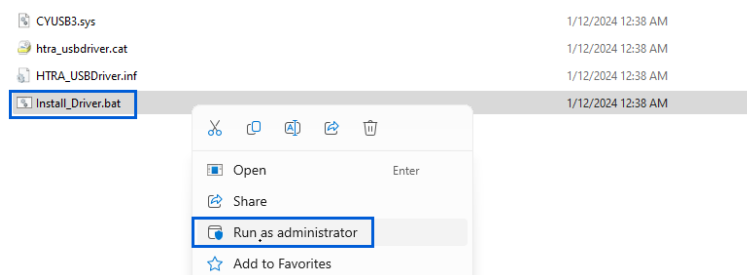 CYUSB3.sys 1/12/2024 12:38 AM
htra_usbdriver.cat 1/12/2024 12:38 AM
HTRA_USBDriver.inf 1/12/2024 12:38 AM
Install_Driver.bat 1/12/2024 12:38 AM
Open Enter
Share
Run as administrator
Add to Favorites